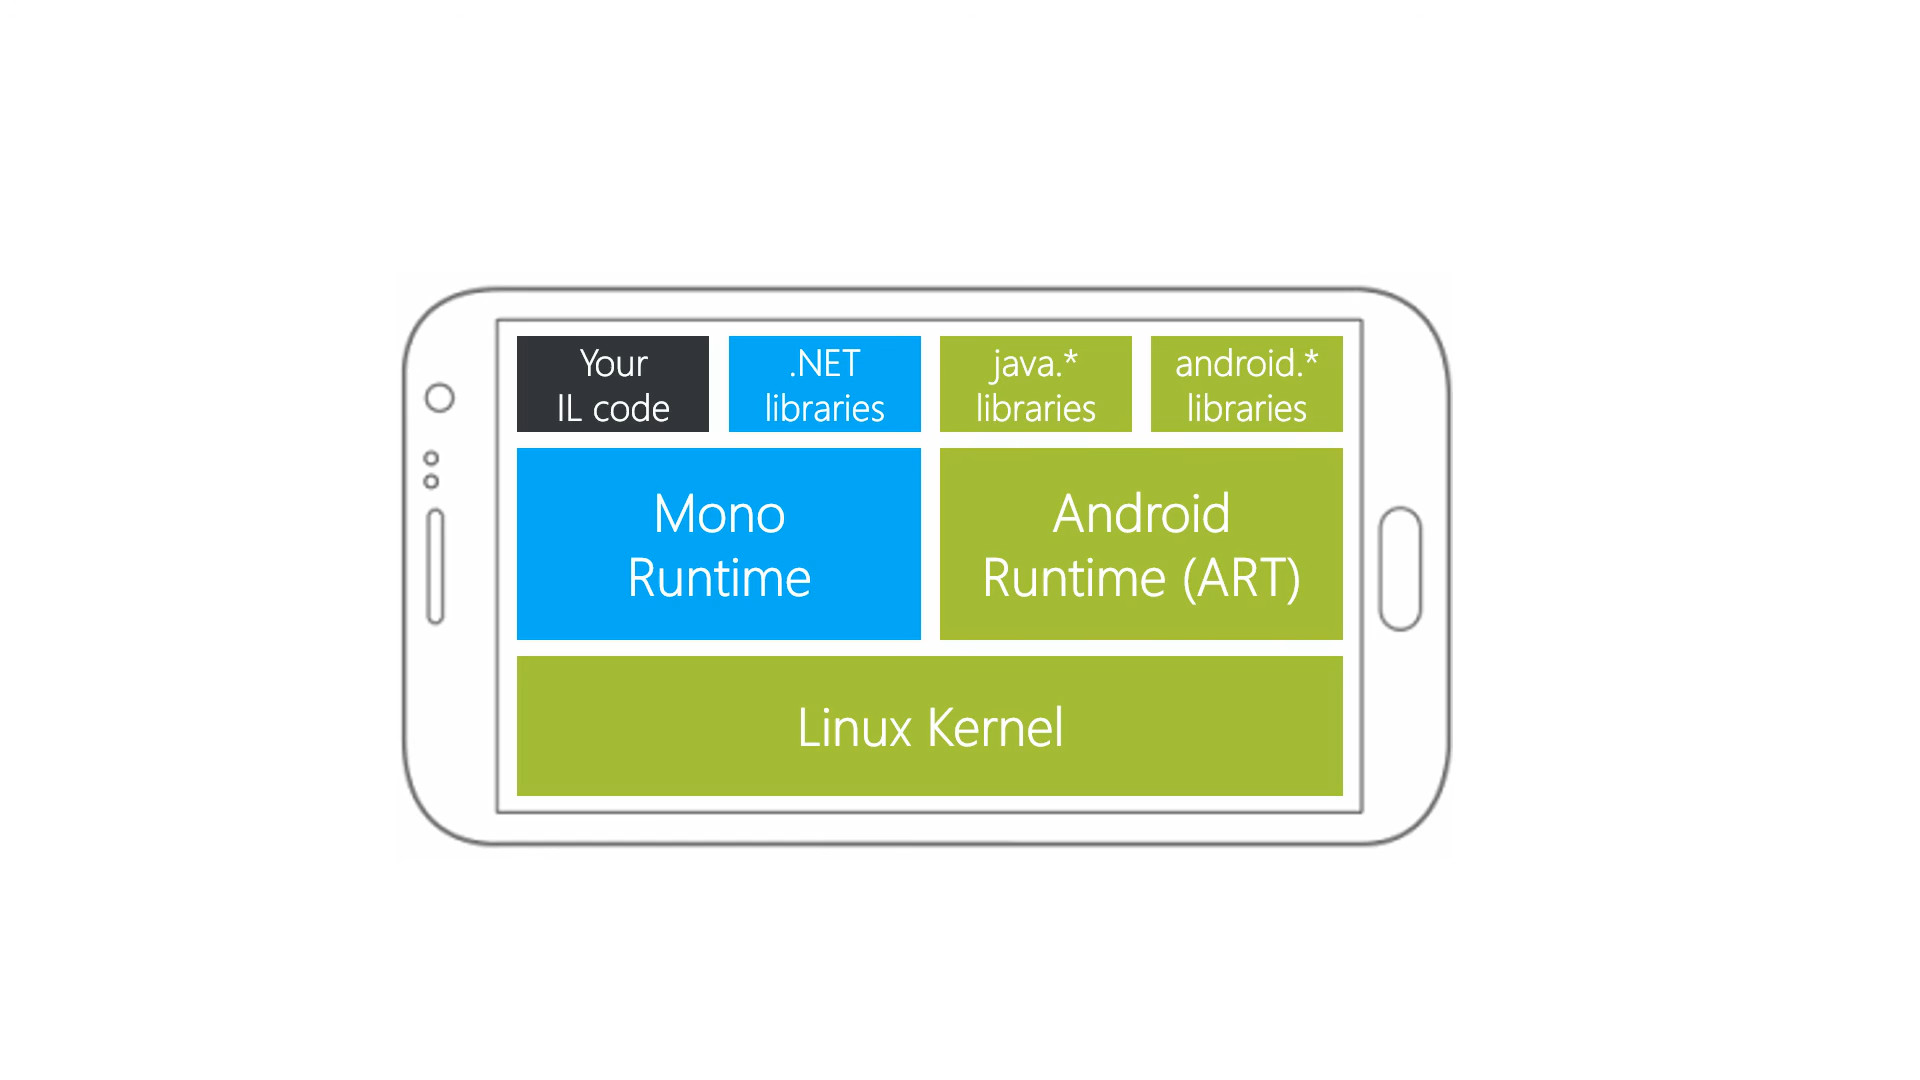 Your
IL code
.NET
libraries
java.*
libraries
android.*
libraries
Mono
Runtime
Android
Runtime (ART)
Linux Kernel